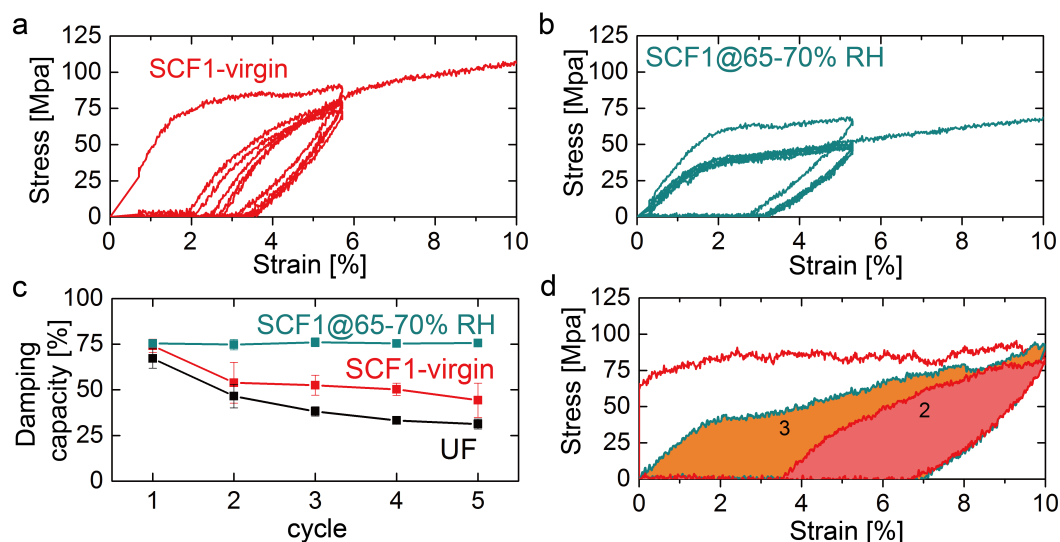 a
125
100
75
50
25
0
Stress [Mpa]
SCF1-virgin
0 2 4 6 8 10
Strain [%]
b
125
100
75
50
25
0
Stress [Mpa]
SCF1@65-70% RH
0 2 4 6 8 10
Strain [%]
c
100
75
50
25
0
Damping
capacity [%]
SCF1@65-70% RH
SCF1-virgin
UF
1 2 3 4 5
cycle
d
125
100
75
50
25
0
Stress [Mpa]
3
2
0 2 4 6 8 10
Strain [%]